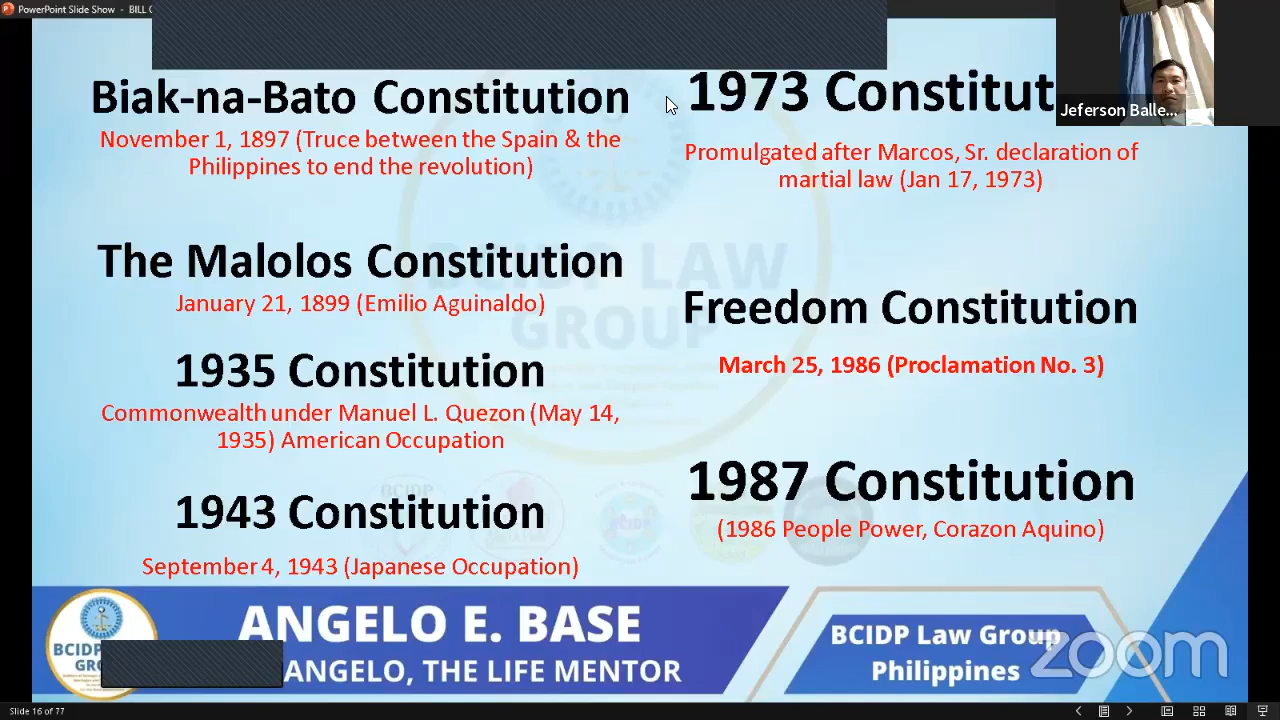 PowerPoint Slide Show - BILL
Biak-na-Bato Constitution
November 1, 1897 (Truce between the Spain & the
Philippines to end the revolution)
The Malolos Constitution
January 21, 1899 (Emilio Aguinaldo)
1935 Constitution
Commonwealth under Manuel L. Quezon (May 14,
1935) American Occupation
1943 Constitution
September 4, 1943 (Japanese Occupation)
1973 Constitut
Promulgated after Marcos, Sr. declaration of
martial law (Jan 17, 1973)
Freedom Constitution
March 25, 1986 (Proclamation No. 3)
1987 Constitution
(1986 People Power, Corazon Aquino)
Jeferson Balle...
BCIDP LAW
GROUP
BCIDP
ANGELO E. BASE
ANGELO, THE LIFE MENTOR
BCIDP Law Group
Philippines
zoom
Slide 16 of 77